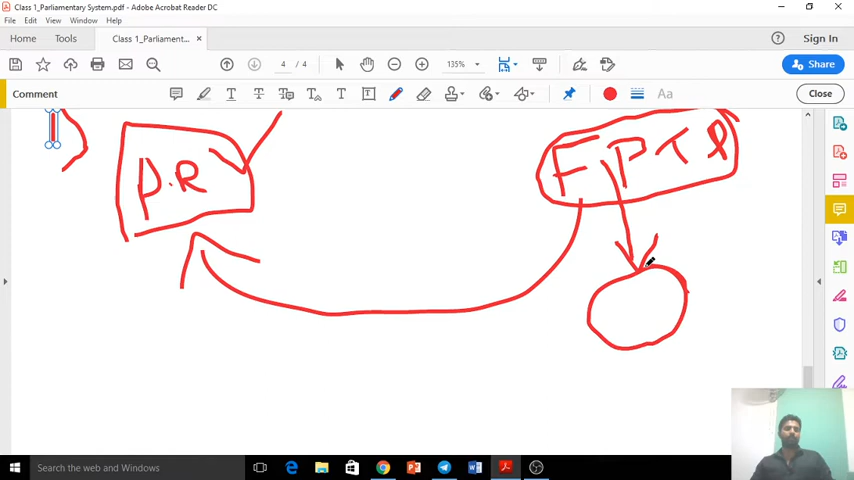 Class 1_Parliamentary System.pdf - Adobe Acrobat Reader DC
File Edit View Window Help
Home Tools Class 1_Parliament... × Sign In
4 / 4 135% Share
Comment Aa Close
P.R
FPTP
Search the web and Windows